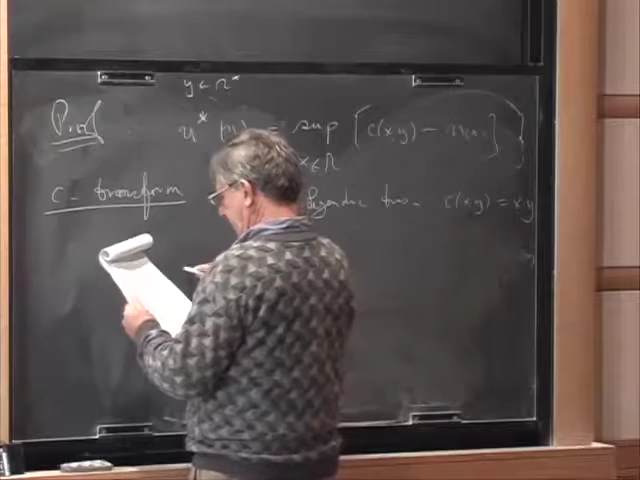 y ∈ Ω*
Proof u* (y) = sup [c(x,y) - u(x)]
x ∈ Ω
c-transform Legendre trans. c(x,y) = x y